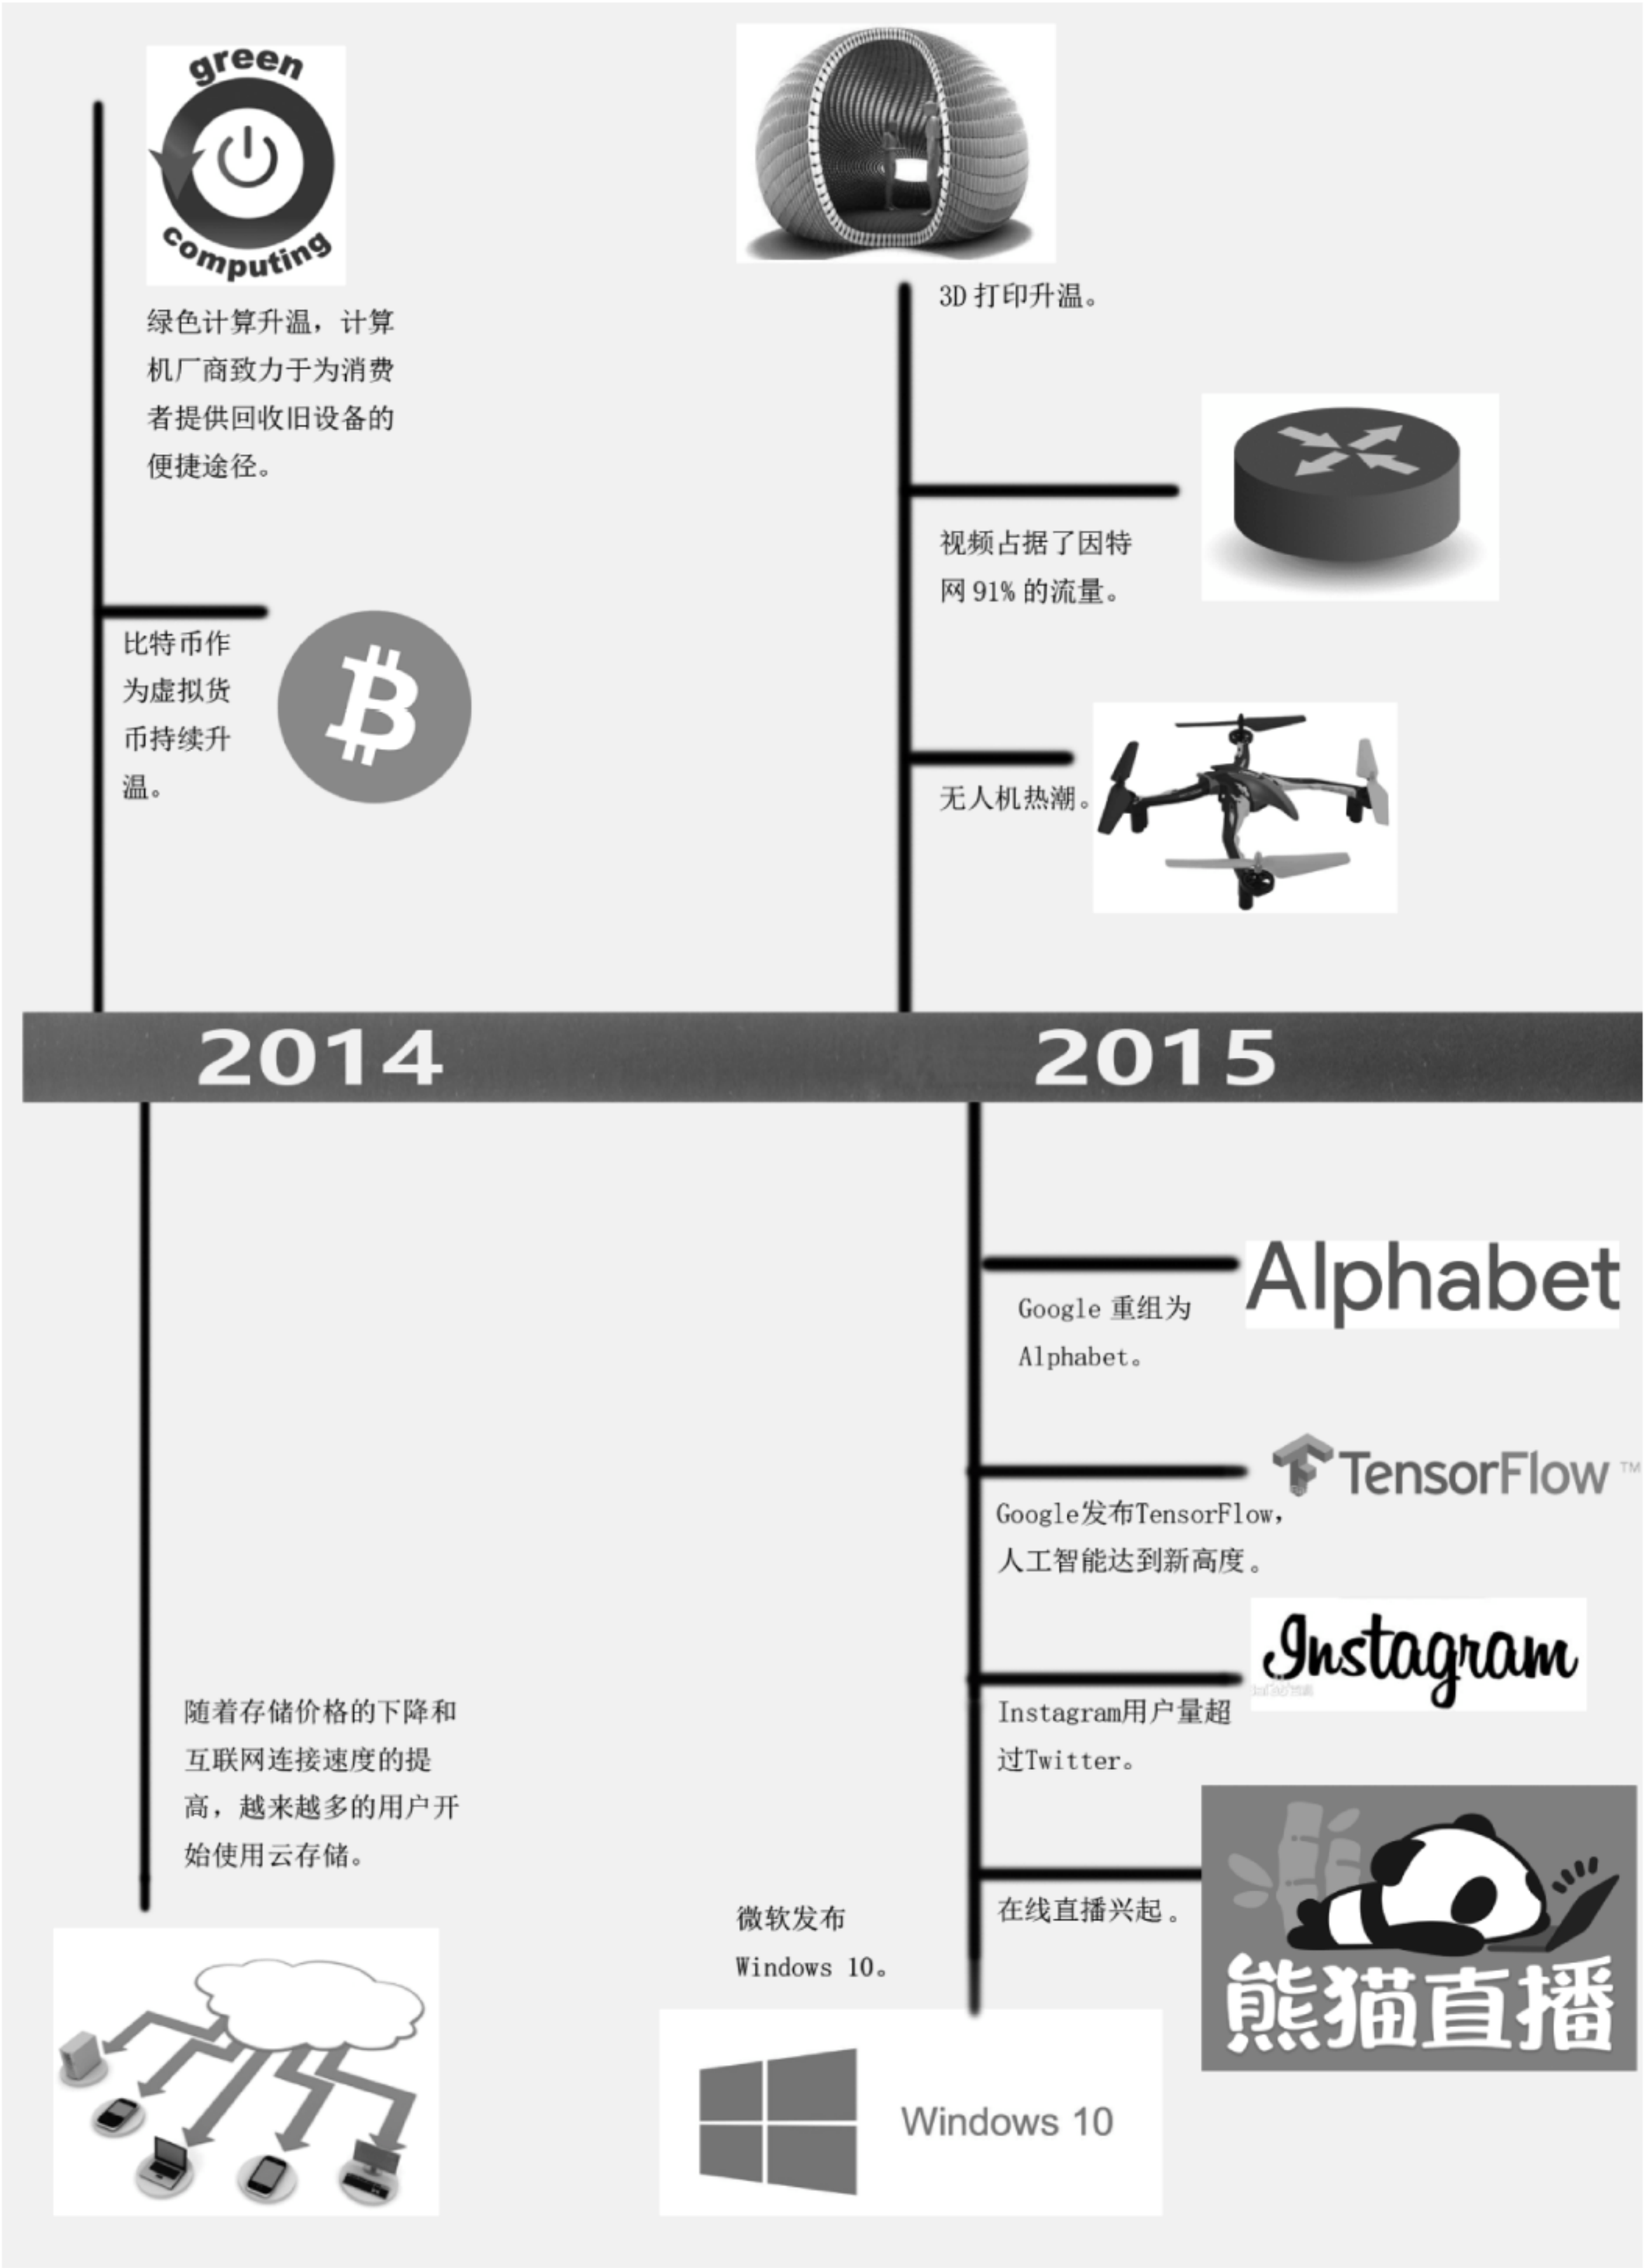 green
computing
绿色计算升温，计算
机厂商致力于为消费
者提供回收旧设备的
便捷途径。
比特币作
为虚拟货
币持续升
温。
3D 打印升温。
视频占据了因特
网 91% 的流量。
无人机热潮。
2014
2015
随着存储价格的下降和
互联网连接速度的提
高，越来越多的用户开
始使用云存储。
Alphabet
Google 重组为
Alphabet。
TensorFlow ™
Google发布TensorFlow，
人工智能达到新高度。
Instagram
Instagram用户量超
过Twitter。
在线直播兴起。
熊猫直播
微软发布
Windows 10。
Windows 10